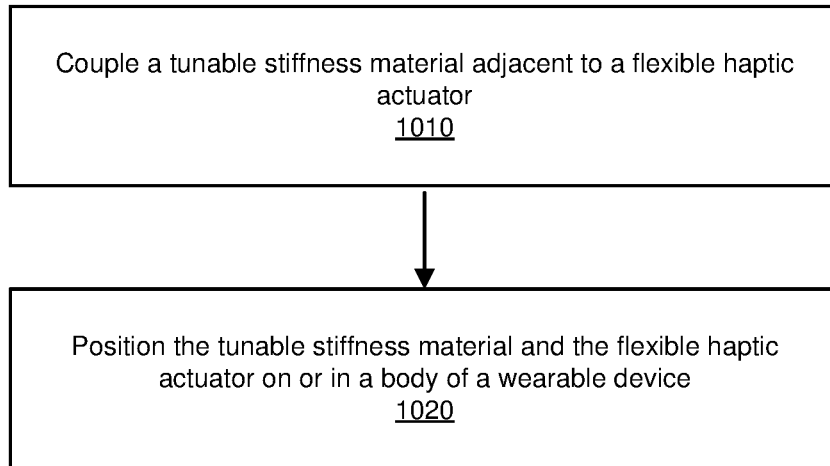 Couple a tunable stiffness material adjacent to a flexible haptic
actuator
1010
Position the tunable stiffness material and the flexible haptic
actuator on or in a body of a wearable device
1020